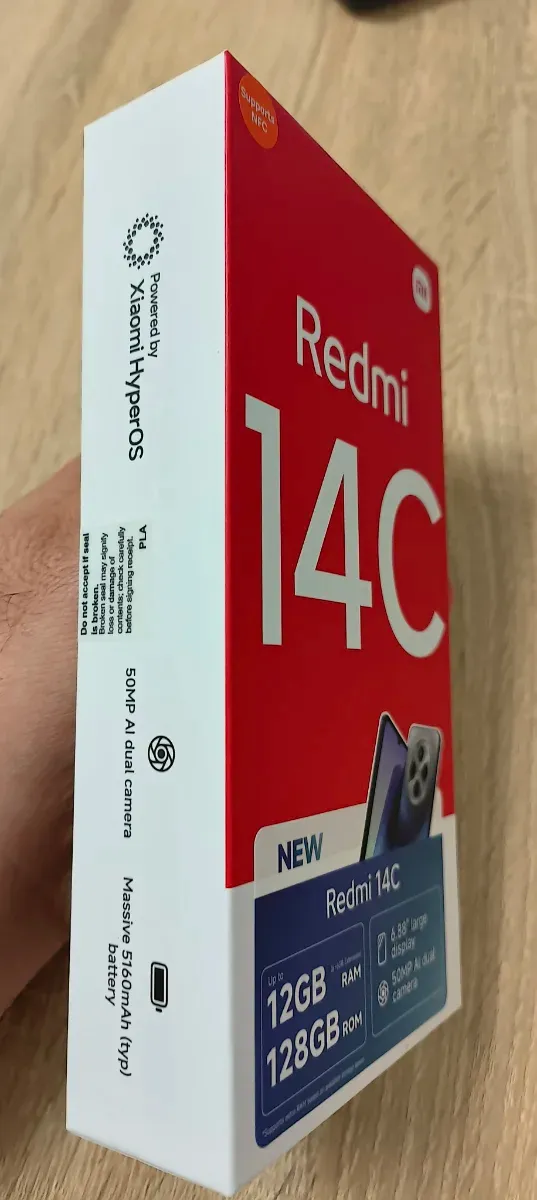 Supports
NFC
Redmi
14C
NEW
Redmi 14C
Up to
12GB
RAM
128GB ROM
6.88" large
display
50MP AI dual
camera
Powered by
Xiaomi HyperOS
Do not accept if seal
is broken.
Broken seal may signify
loss or damage of
contents; check carefully
before signing receipt.
PLA
50MP AI dual camera
Massive 5160mAh (typ)
battery